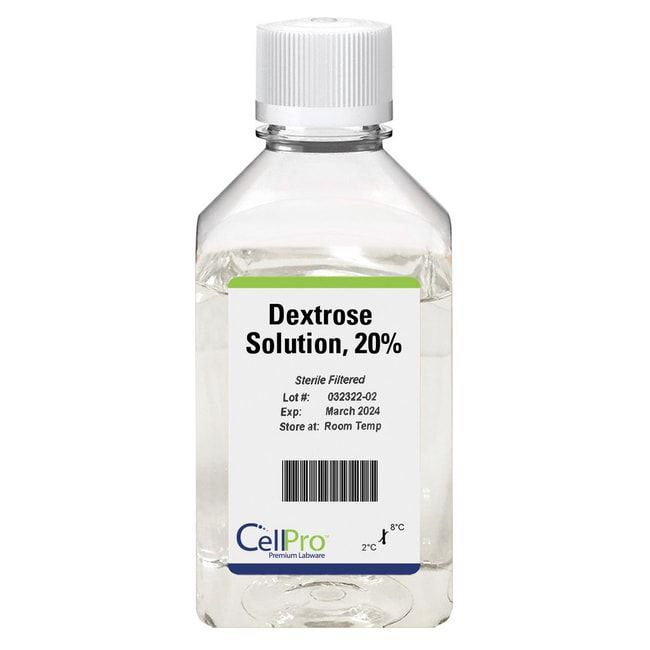 Dextrose
Solution, 20%
Sterile Filtered
Lot #: 032322-02
Exp: March 2024
Store at: Room Temp
CellPro™
Premium Labware
8°C
2°C